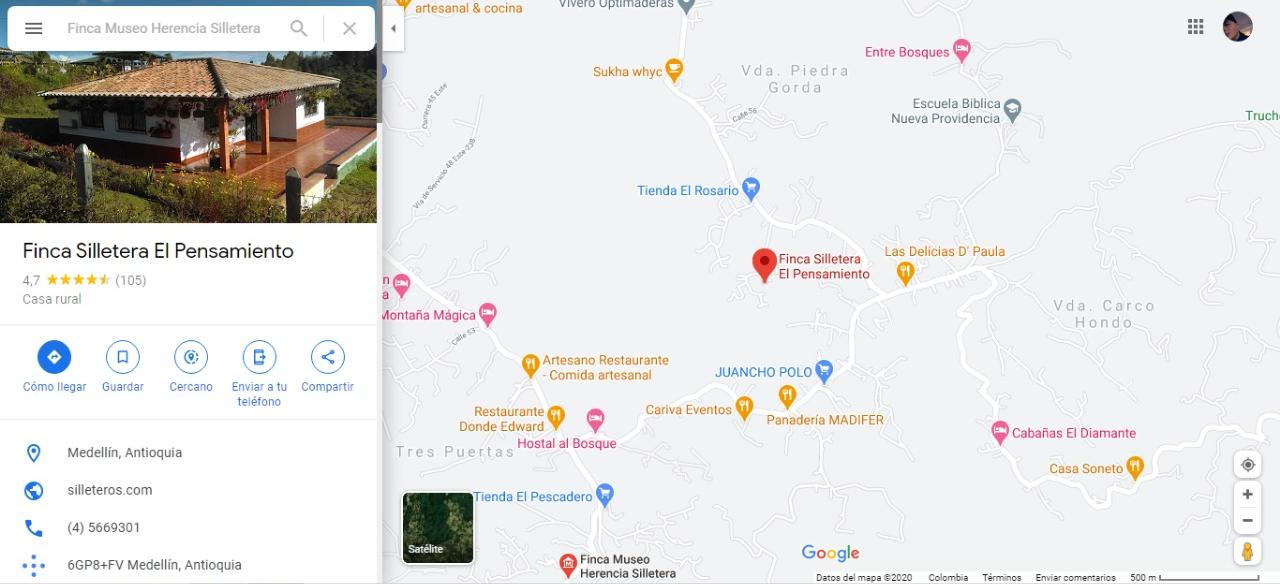 Finca Museo Herencia Silletera
Finca Silletera El Pensamiento
4,7 (105)
Casa rural
Cómo llegar
Guardar
Cercano
Enviar a tu
teléfono
Compartir
Medellín, Antioquia
silleteros.com
(4) 5669301
6GP8+FV Medellín, Antioquia
artesanal & cocina
Vivero Optimaderas
Entre Bosques
Sukha whyc
Vda. Piedra
Gorda
Calle 56
Escuela Biblica
Nueva Providencia
Carrera 45 Este
Vía de Servicio 48 Este 238
Tienda El Rosario
Finca Silletera
El Pensamiento
Las Delicias D' Paula
Vda. Carco
Hondo
Montaña Mágica
Calle 53
Artesano Restaurante
- Comida artesanal
JUANCHO POLO
Cariva Eventos
Panadería MADIFER
Restaurante
Donde Edward
Hostal al Bosque
Tres Puertas
Cabañas El Diamante
Casa Soneto
Tienda El Pescadero
Satélite
Finca Museo
Herencia Silletera
Google
Datos del mapa ©2020 Colombia Términos Enviar comentarios 500 m